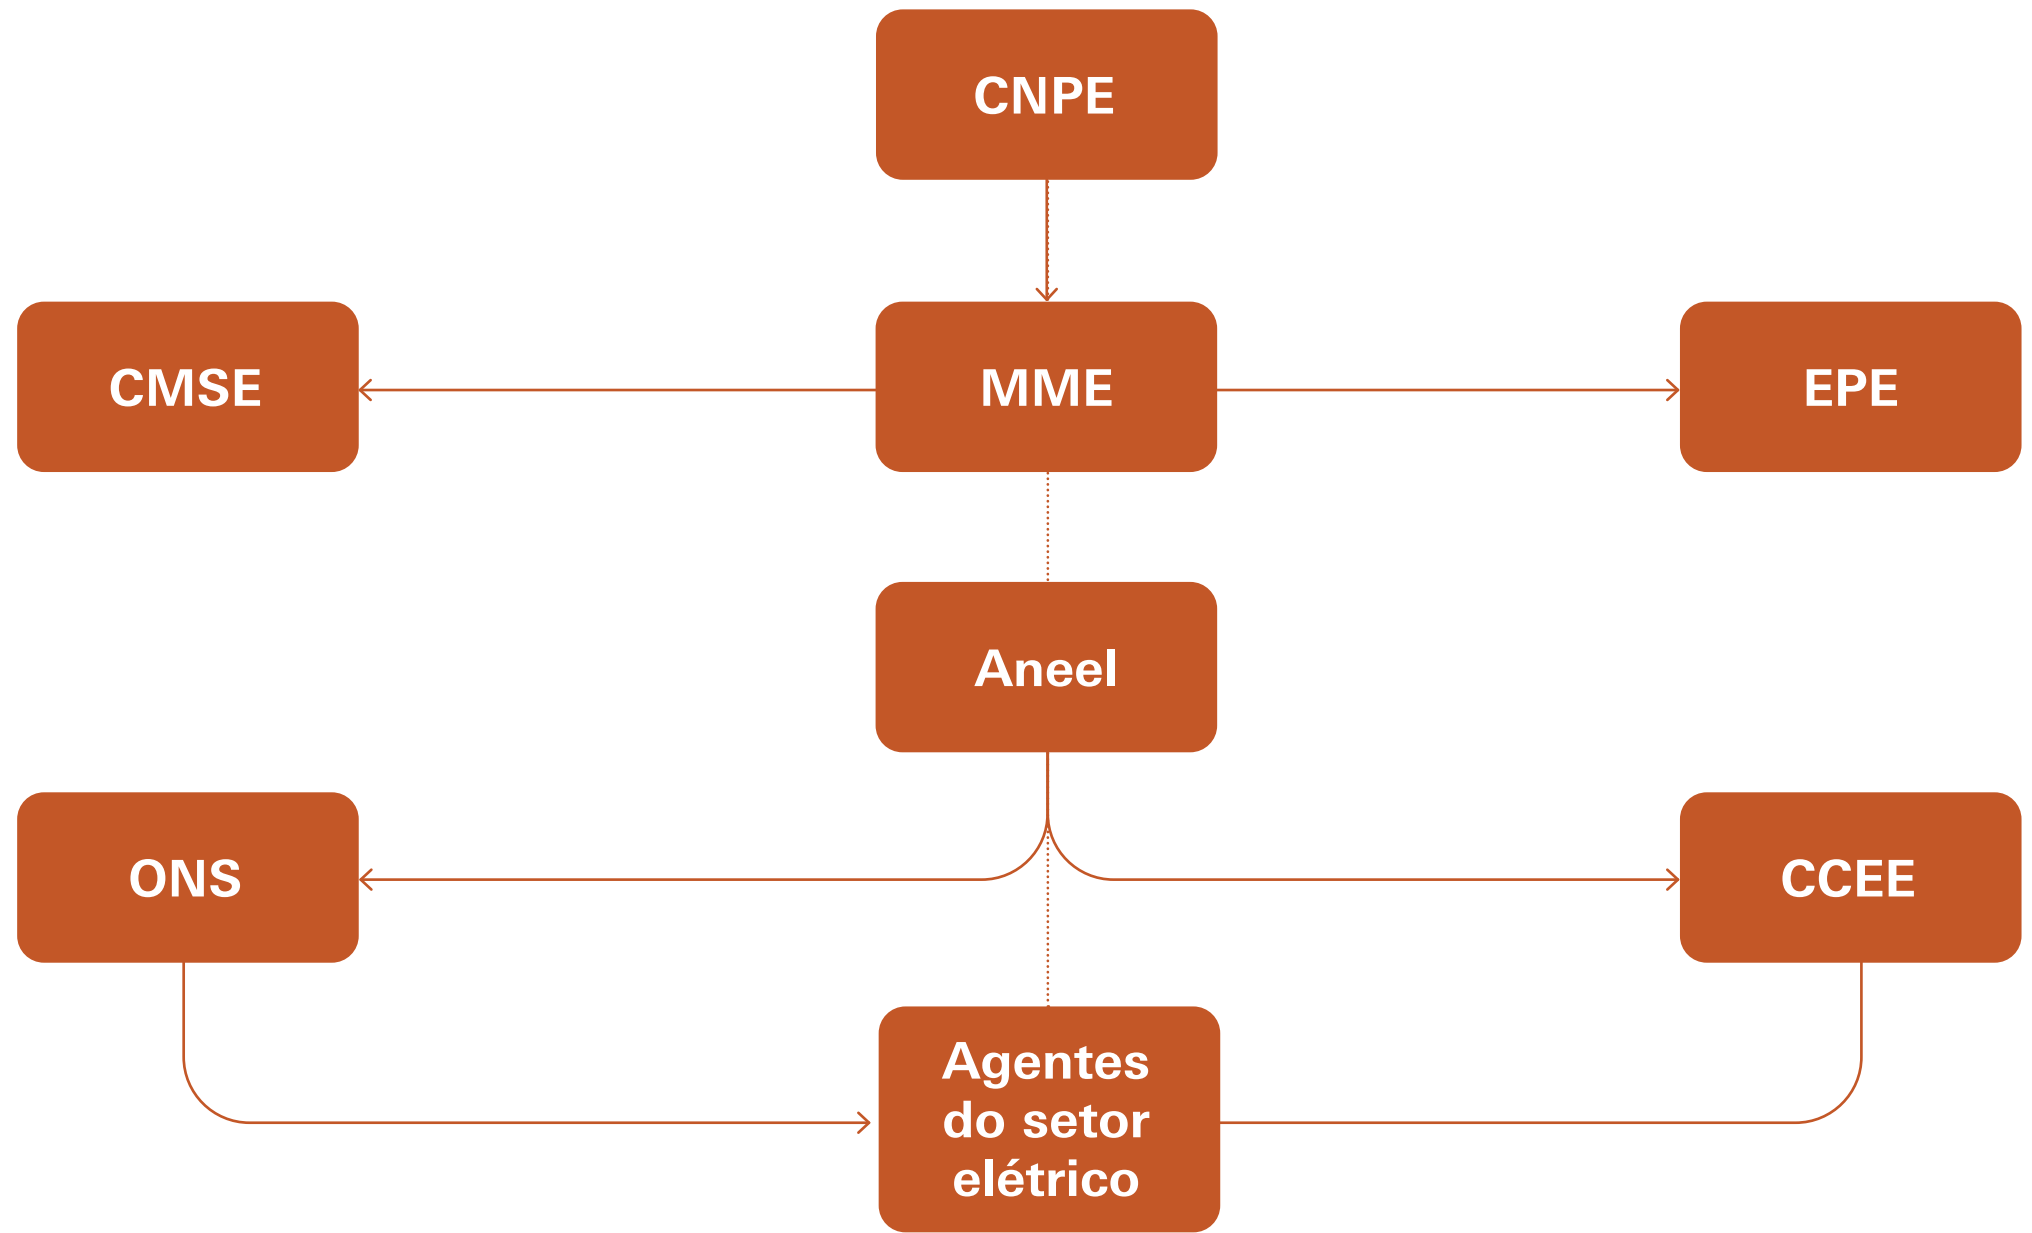 CNPE
CMSE
MME
EPE
Aneel
ONS
CCEE
Agentes
do setor
elétrico